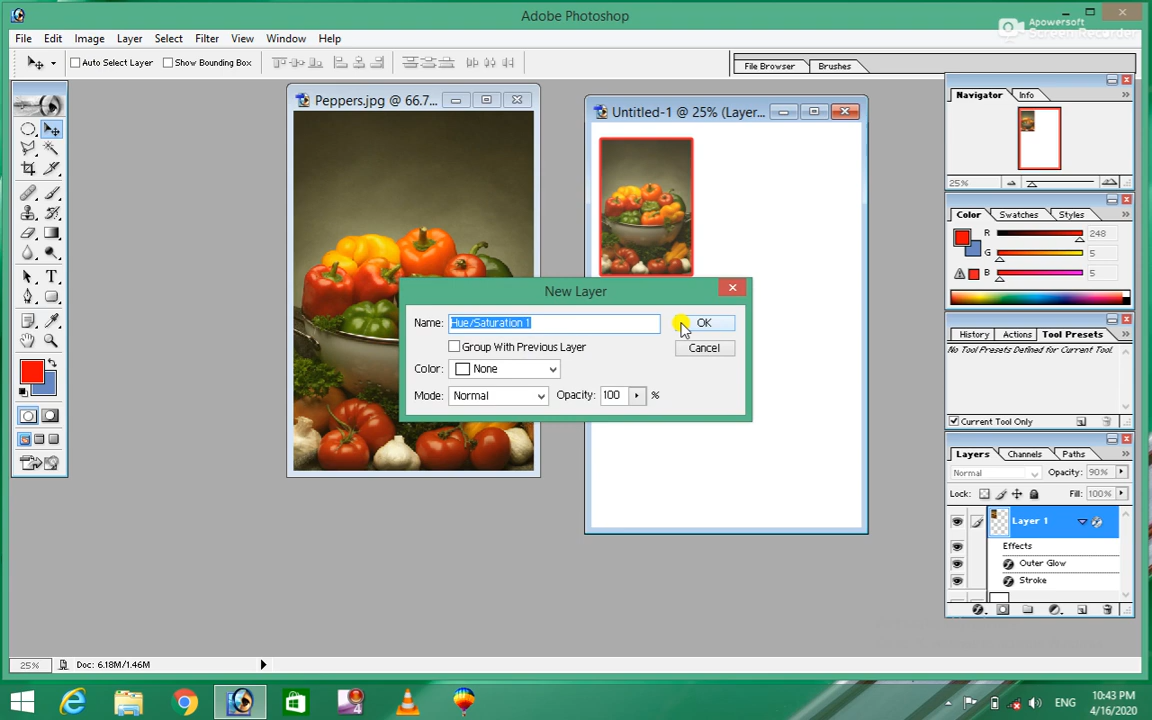 Adobe Photoshop
Apowersoft
Screen Recorder
File Edit Image Layer Select Filter View Window Help
Auto Select Layer Show Bounding Box
File Browser Brushes
Peppers.jpg @ 66.7...
Untitled-1 @ 25% (Layer...
Navigator Info
25%
Color Swatches Styles
R 248
G 5
B 5
History Actions Tool Presets
No Tool Presets Defined for Current Tool.
Current Tool Only
New Layer
Name: Hue/Saturation 1 OK
Group With Previous Layer Cancel
Color: None
Mode: Normal Opacity: 100 %
Layers Channels Paths
Normal Opacity: 90%
Lock: Fill: 100%
Layer 1
Effects
Outer Glow
Stroke
25% Doc: 6.18M/1.46M
ENG
10:43 PM
4/16/2020